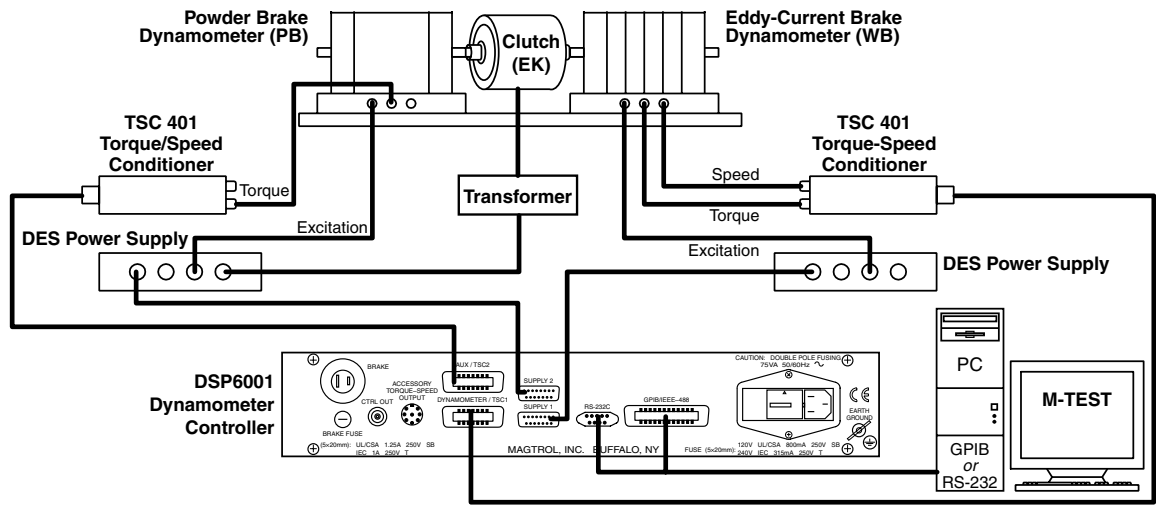 Powder Brake
Dynamometer (PB)
Clutch
(EK)
Eddy-Current Brake
Dynamometer (WB)
TSC 401
Torque/Speed
Conditioner
Torque
TSC 401
Torque-Speed
Conditioner
Speed
Torque
Transformer
Excitation
DES Power Supply
Excitation
DES Power Supply
DSP6001
Dynamometer
Controller
BRAKE
AUX / TSC2
CAUTION: DOUBLE POLE FUSING
75VA 50/60Hz
ACCESSORY
TORQUE–SPEED
OUTPUT
CTRL OUT
SUPPLY 2
DYNAMOMETER / TSC1
SUPPLY 1
RS-232C
GPIB/IEEE–488
EARTH
GROUND
BRAKE FUSE
(5x20mm): UL/CSA 1.25A 250V SB
IEC 1A 250V T
MAGTROL, INC. BUFFALO, NY
FUSE (5x20mm): 120V UL/CSA 800mA 250V SB
240V IEC 315mA 250V T
PC
GPIB
or
RS-232
M-TEST